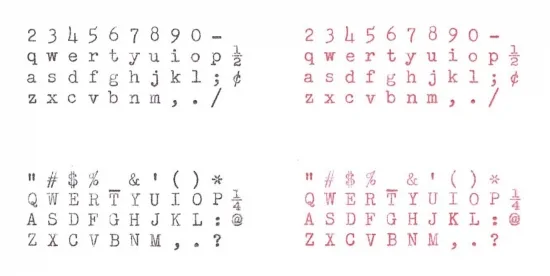 2 3 4 5 6 7 8 9 0 -
q w e r t y u i o p ½
a s d f g h j k l ; ¢
z x c v b n m , . /
2 3 4 5 6 7 8 9 0 -
q w e r t y u i o p ½
a s d f g h j k l ; ¢
z x c v b n m , . /
" # $ % _ & ' ( ) *
Q W E R T Y U I O P ¼
A S D F G H J K L : @
Z X C V B N M , . ?
" # $ % _ & ' ( ) *
Q W E R T Y U I O P ¼
A S D F G H J K L : @
Z X C V B N M , . ?